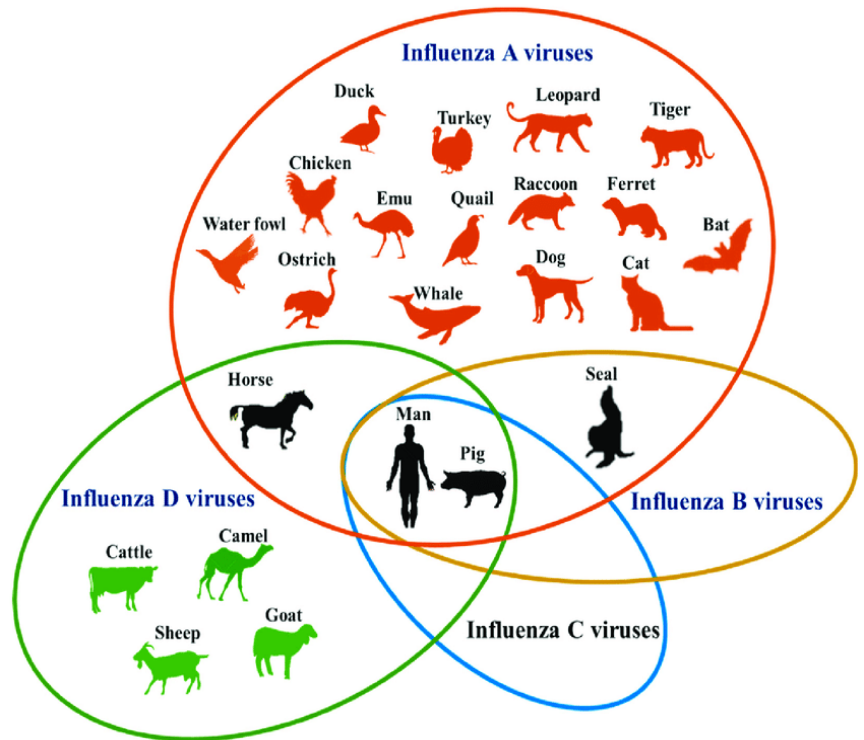 Influenza A viruses
Duck
Leopard
Turkey
Tiger
Chicken
Emu
Quail
Raccoon
Ferret
Water fowl
Bat
Ostrich
Dog
Cat
Whale
Horse
Seal
Man
Pig
Influenza D viruses
Influenza B viruses
Cattle
Camel
Sheep
Goat
Influenza C viruses